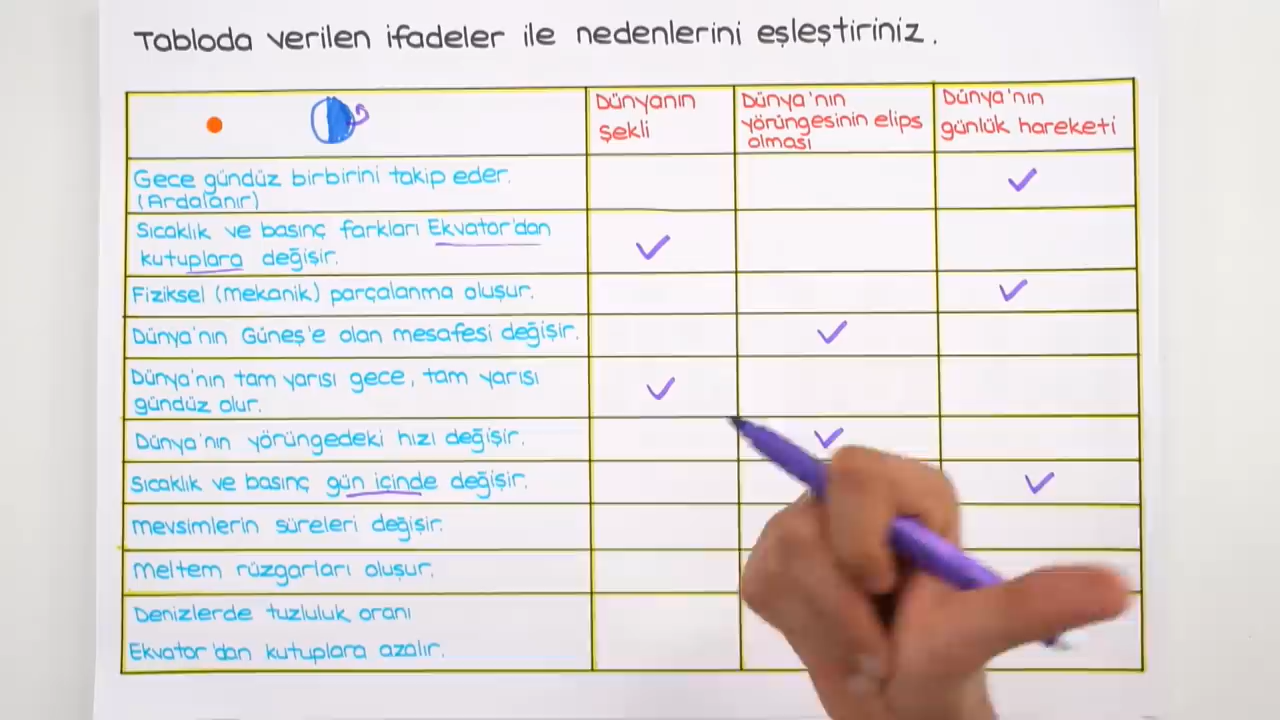 Tabloda verilen ifadeler ile nedenlerini eşleştiriniz.
Dünyanın
şekli
Dünya'nın
yörüngesinin elips
olması
Dünya'nın
günlük hareketi
Gece gündüz birbirini takip eder.
(Ardalanır)
Sıcaklık ve basınç farkları Ekvator'dan
kutuplara değişir.
Fiziksel (mekanik) parçalanma oluşur.
Dünya'nın Güneş'e olan mesafesi değişir.
Dünya'nın tam yarısı gece, tam yarısı
gündüz olur.
Dünya'nın yörüngedeki hızı değişir.
Sıcaklık ve basınç gün içinde değişir.
Mevsimlerin süreleri değişir.
Meltem rüzgarları oluşur.
Denizlerde tuzluluk oranı
Ekvator'dan kutuplara azalır.